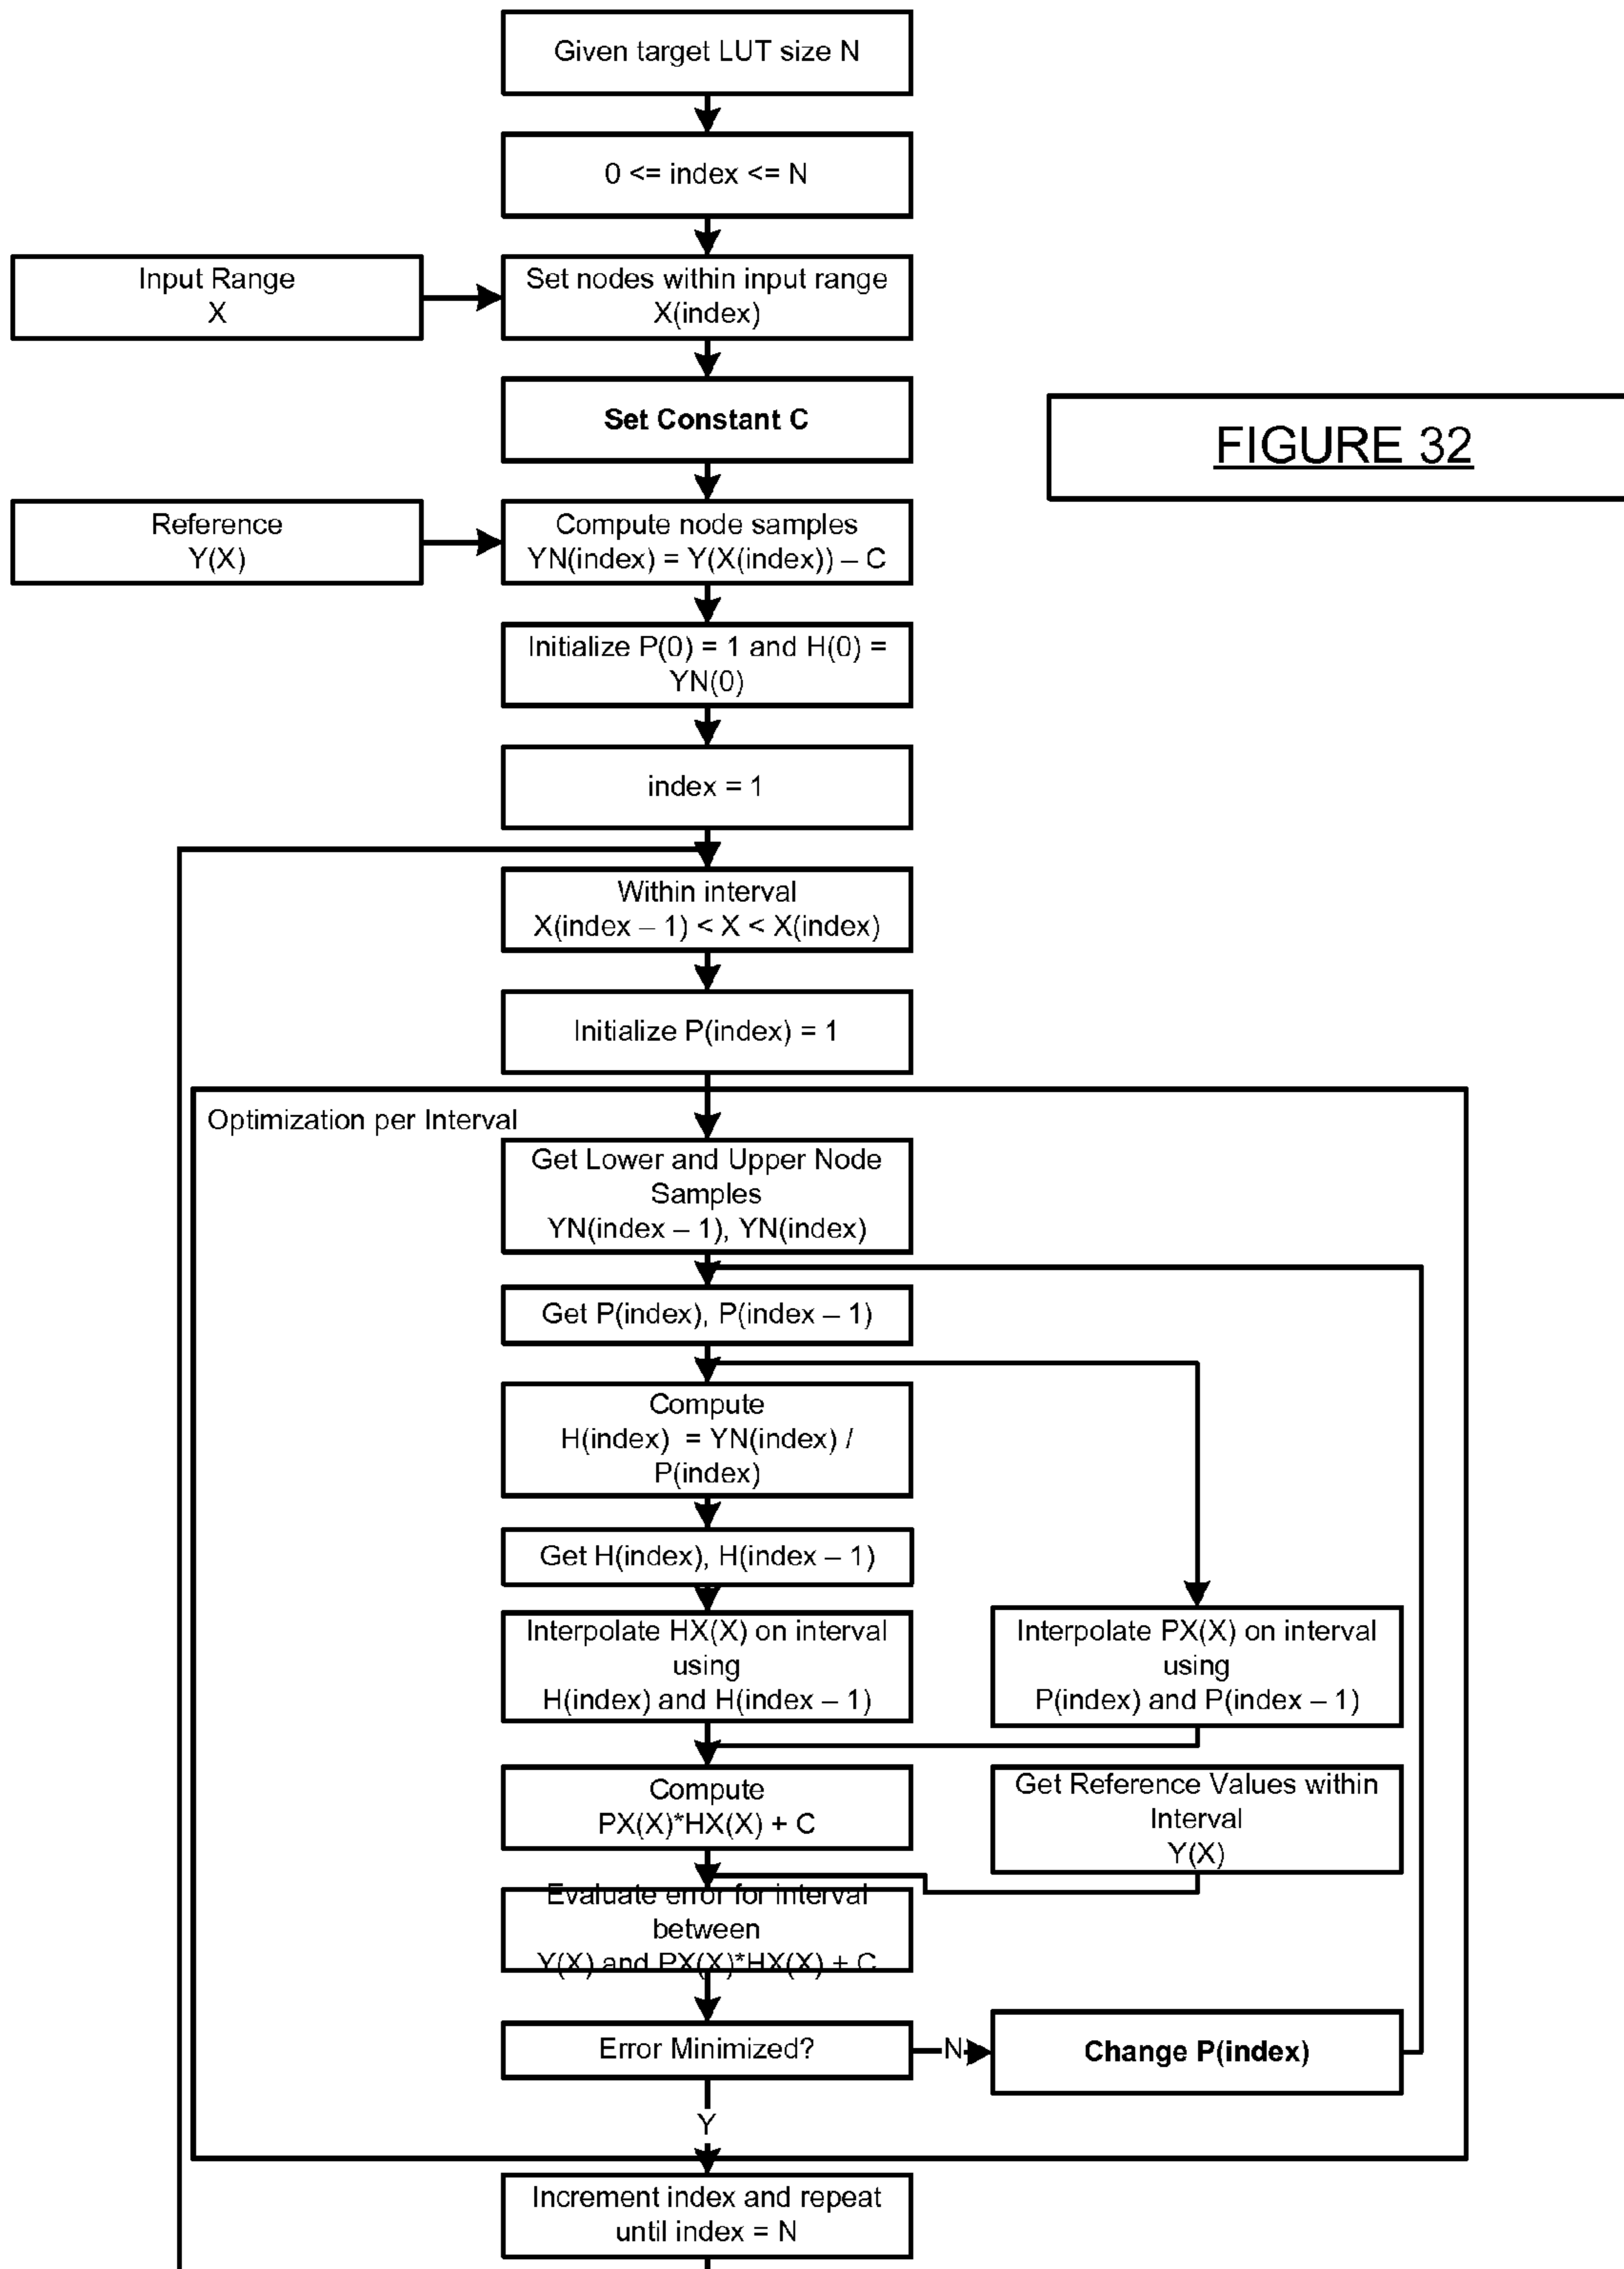 Given target LUT size N
0 <= index <= N
Input Range
X
Set nodes within input range
X(index)
Set Constant C
FIGURE 32
Reference
Y(X)
Compute node samples
YN(index) = Y(X(index)) – C
Initialize P(0) = 1 and H(0) =
YN(0)
index = 1
Within interval
X(index – 1) < X < X(index)
Initialize P(index) = 1
Optimization per Interval
Get Lower and Upper Node
Samples
YN(index – 1), YN(index)
Get P(index), P(index – 1)
Compute
H(index) = YN(index) /
P(index)
Get H(index), H(index – 1)
Interpolate HX(X) on interval
using
H(index) and H(index – 1)
Interpolate PX(X) on interval
using
P(index) and P(index – 1)
Compute
PX(X)*HX(X) + C
Get Reference Values within
Interval
Y(X)
Evaluate error for interval
between
Y(X) and PX(X)*HX(X) + C
Error Minimized?
N
Change P(index)
Y
Increment index and repeat
until index = N